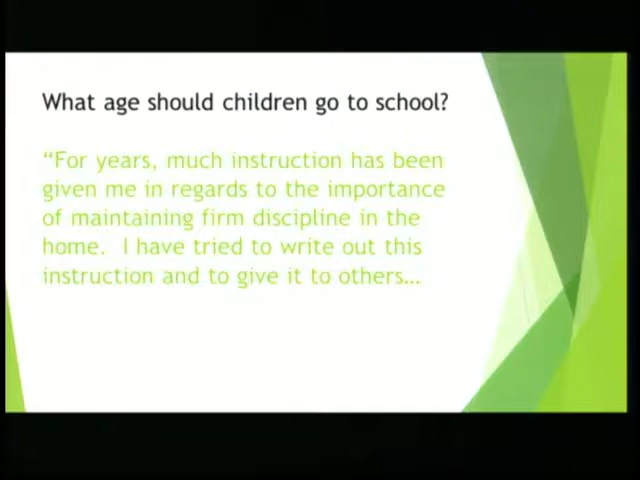 What age should children go to school?
“For years, much instruction has been
given me in regards to the importance
of maintaining firm discipline in the
home.  I have tried to write out this
instruction and to give it to others…